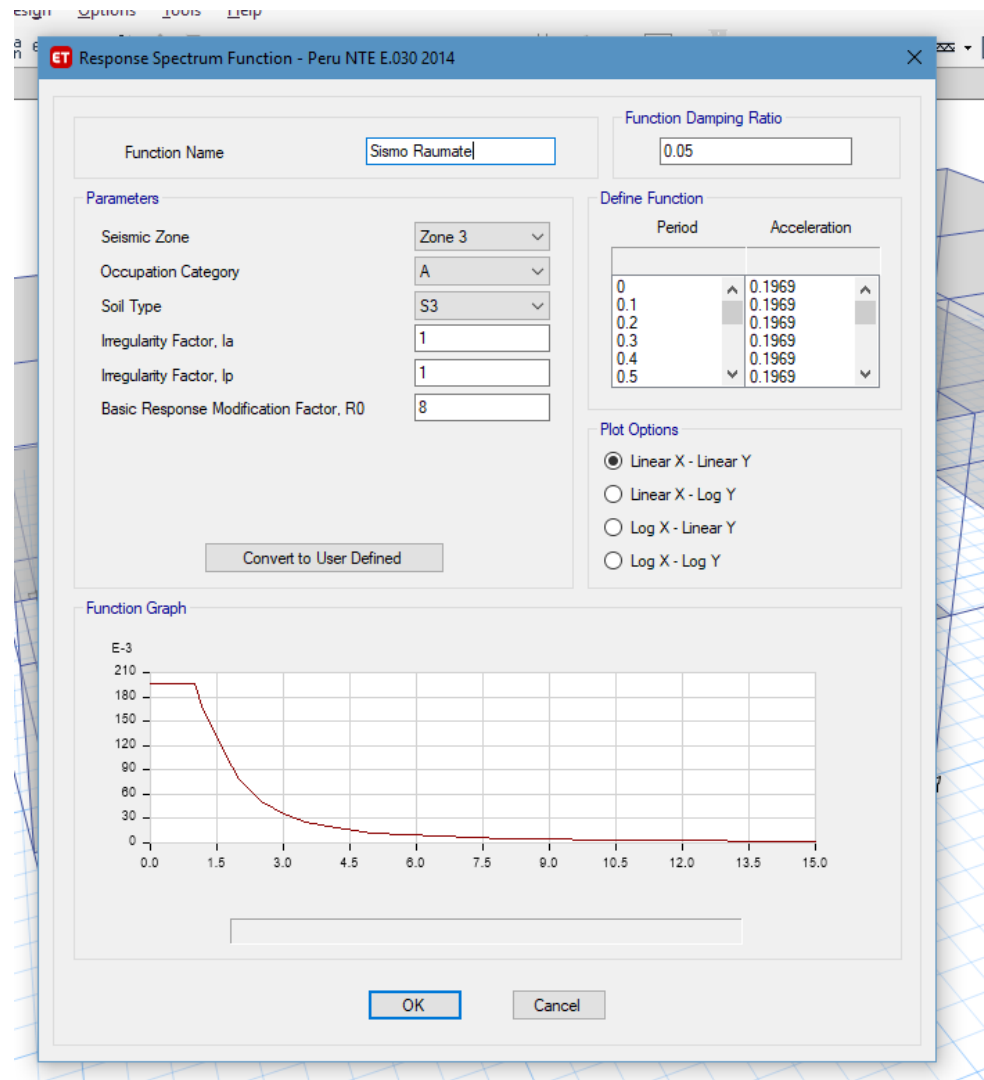 Options Tools Help
ET Response Spectrum Function - Peru NTE E.030 2014
Function Name
Sismo Raumate
Function Damping Ratio
0.05
Parameters
Seismic Zone Zone 3
Occupation Category A
Soil Type S3
Irregularity Factor, Ia 1
Irregularity Factor, Ip 1
Basic Response Modification Factor, R0 8
Convert to User Defined
Define Function
Period Acceleration
0 0.1969
0.1 0.1969
0.2 0.1969
0.3 0.1969
0.4 0.1969
0.5 0.1969
Plot Options
Linear X - Linear Y
Linear X - Log Y
Log X - Linear Y
Log X - Log Y
Function Graph
E-3
210
180
150
120
90
60
30
0
0.0 1.5 3.0 4.5 6.0 7.5 9.0 10.5 12.0 13.5 15.0
OK Cancel